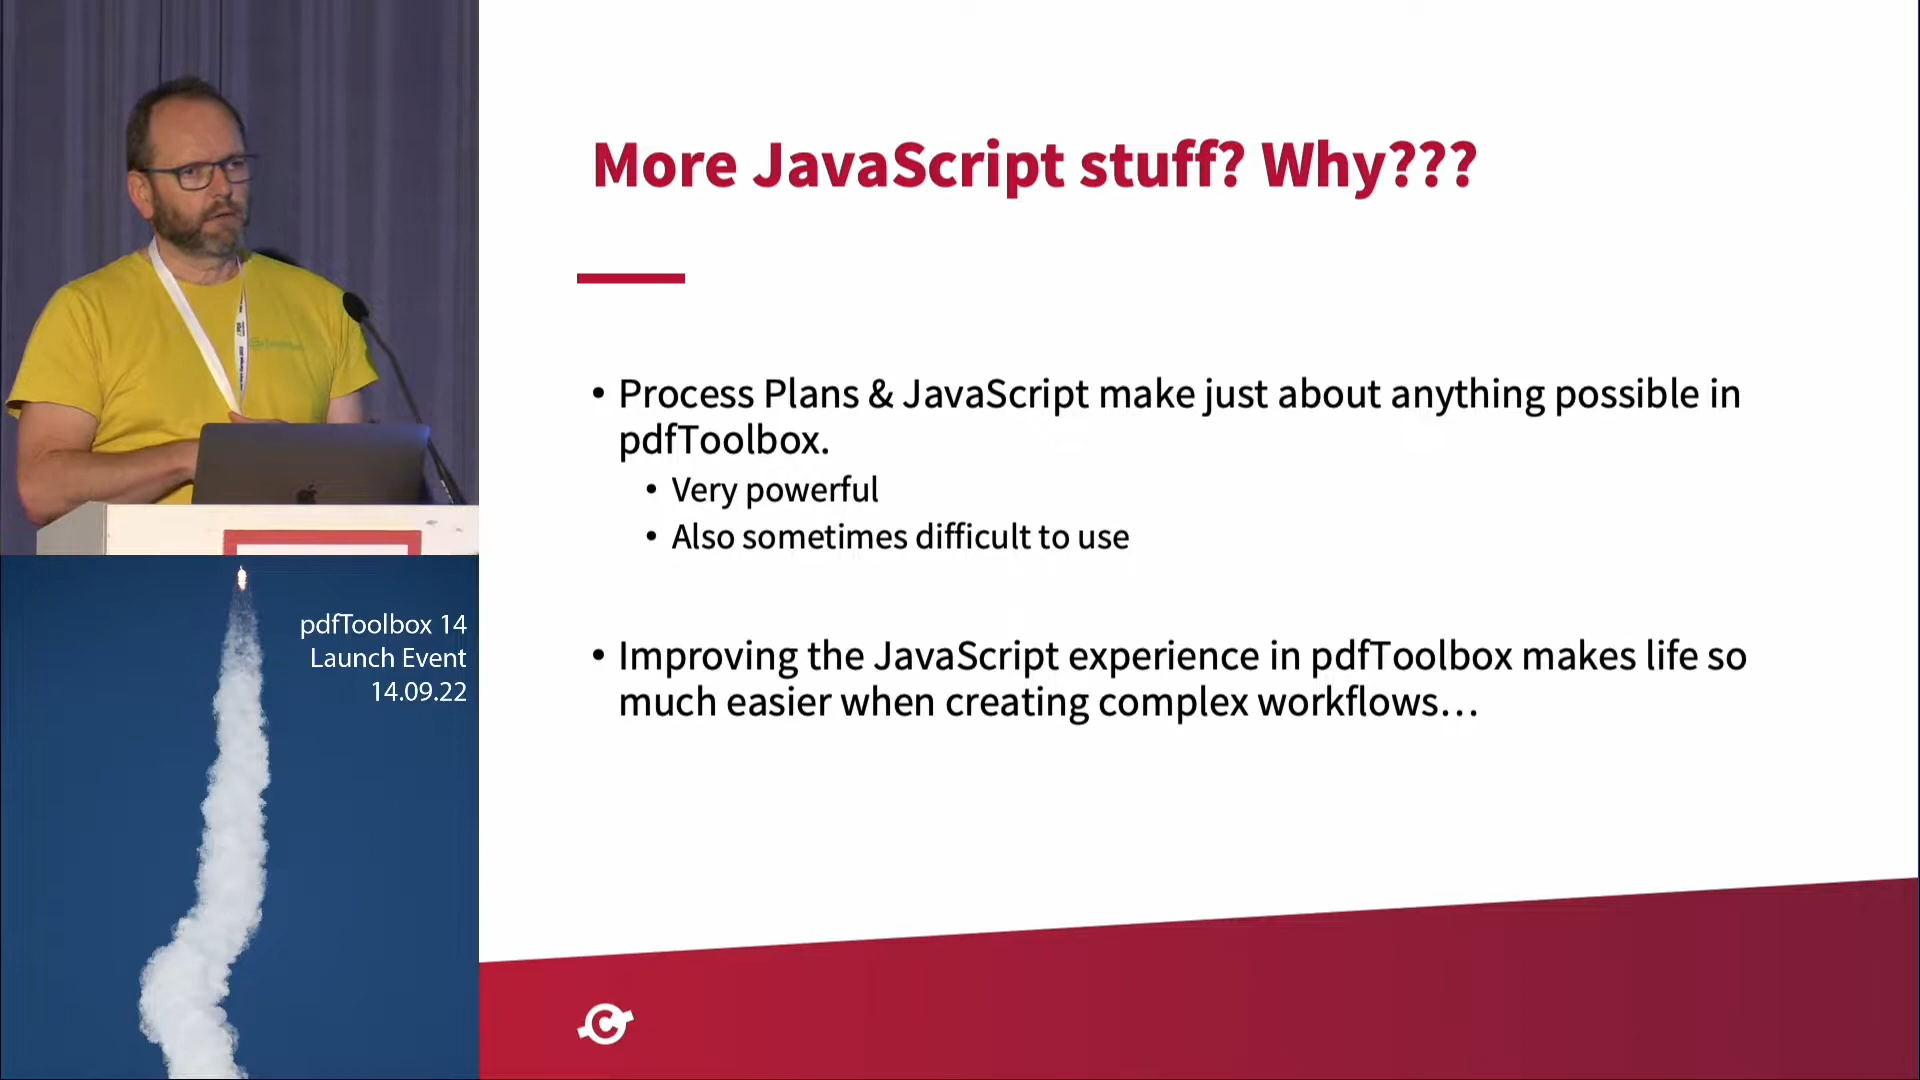 More JavaScript stuff? Why???
• Process Plans & JavaScript make just about anything possible in
pdfToolbox.
• Very powerful
• Also sometimes difficult to use
• Improving the JavaScript experience in pdfToolbox makes life so
much easier when creating complex workflows…
pdfToolbox 14
Launch Event
14.09.22